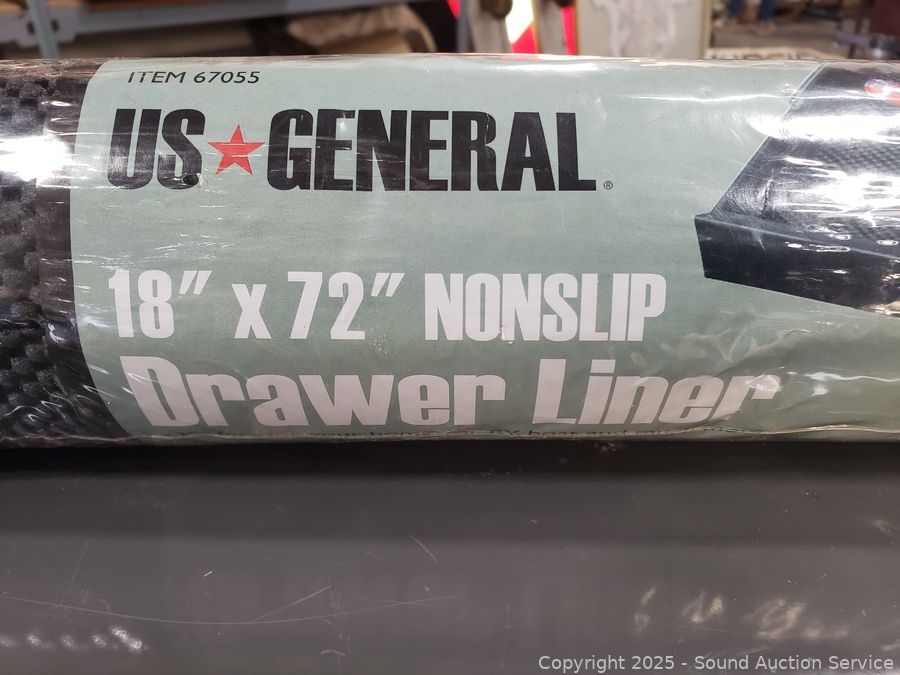 ITEM 67055
US★GENERAL®
18" x 72" NONSLIP
Drawer Liner
Copyright © 2025 - Sound Auction Service